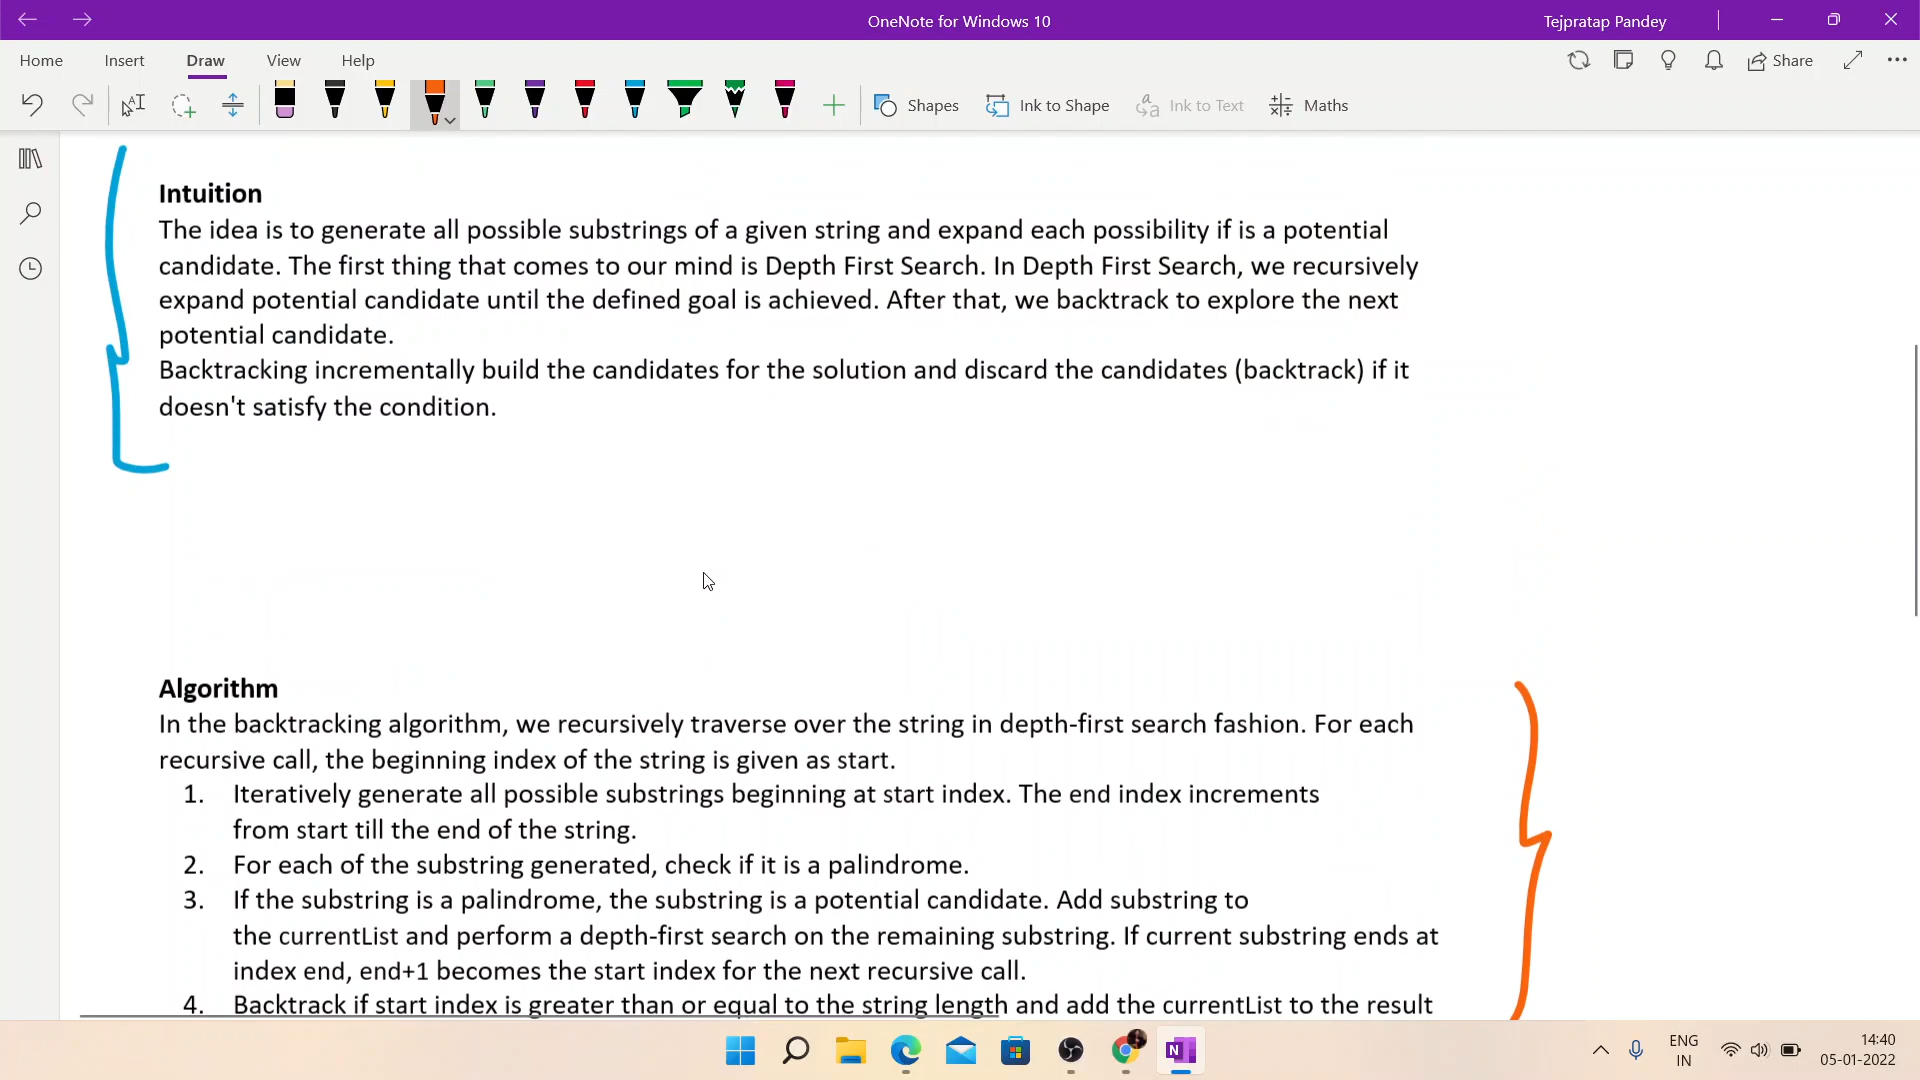 OneNote for Windows 10
Tejpratap Pandey
Home Insert Draw View Help
Share
Shapes Ink to Shape Ink to Text Maths
Intuition
The idea is to generate all possible substrings of a given string and expand each possibility if is a potential
candidate. The first thing that comes to our mind is Depth First Search. In Depth First Search, we recursively
expand potential candidate until the defined goal is achieved. After that, we backtrack to explore the next
potential candidate.
Backtracking incrementally build the candidates for the solution and discard the candidates (backtrack) if it
doesn't satisfy the condition.
Algorithm
In the backtracking algorithm, we recursively traverse over the string in depth-first search fashion. For each
recursive call, the beginning index of the string is given as start.
1. Iteratively generate all possible substrings beginning at start index. The end index increments
from start till the end of the string.
2. For each of the substring generated, check if it is a palindrome.
3. If the substring is a palindrome, the substring is a potential candidate. Add substring to
the currentList and perform a depth-first search on the remaining substring. If current substring ends at
index end, end+1 becomes the start index for the next recursive call.
4. Backtrack if start index is greater than or equal to the string length and add the currentList to the result
ENG
IN
14:40
05-01-2022